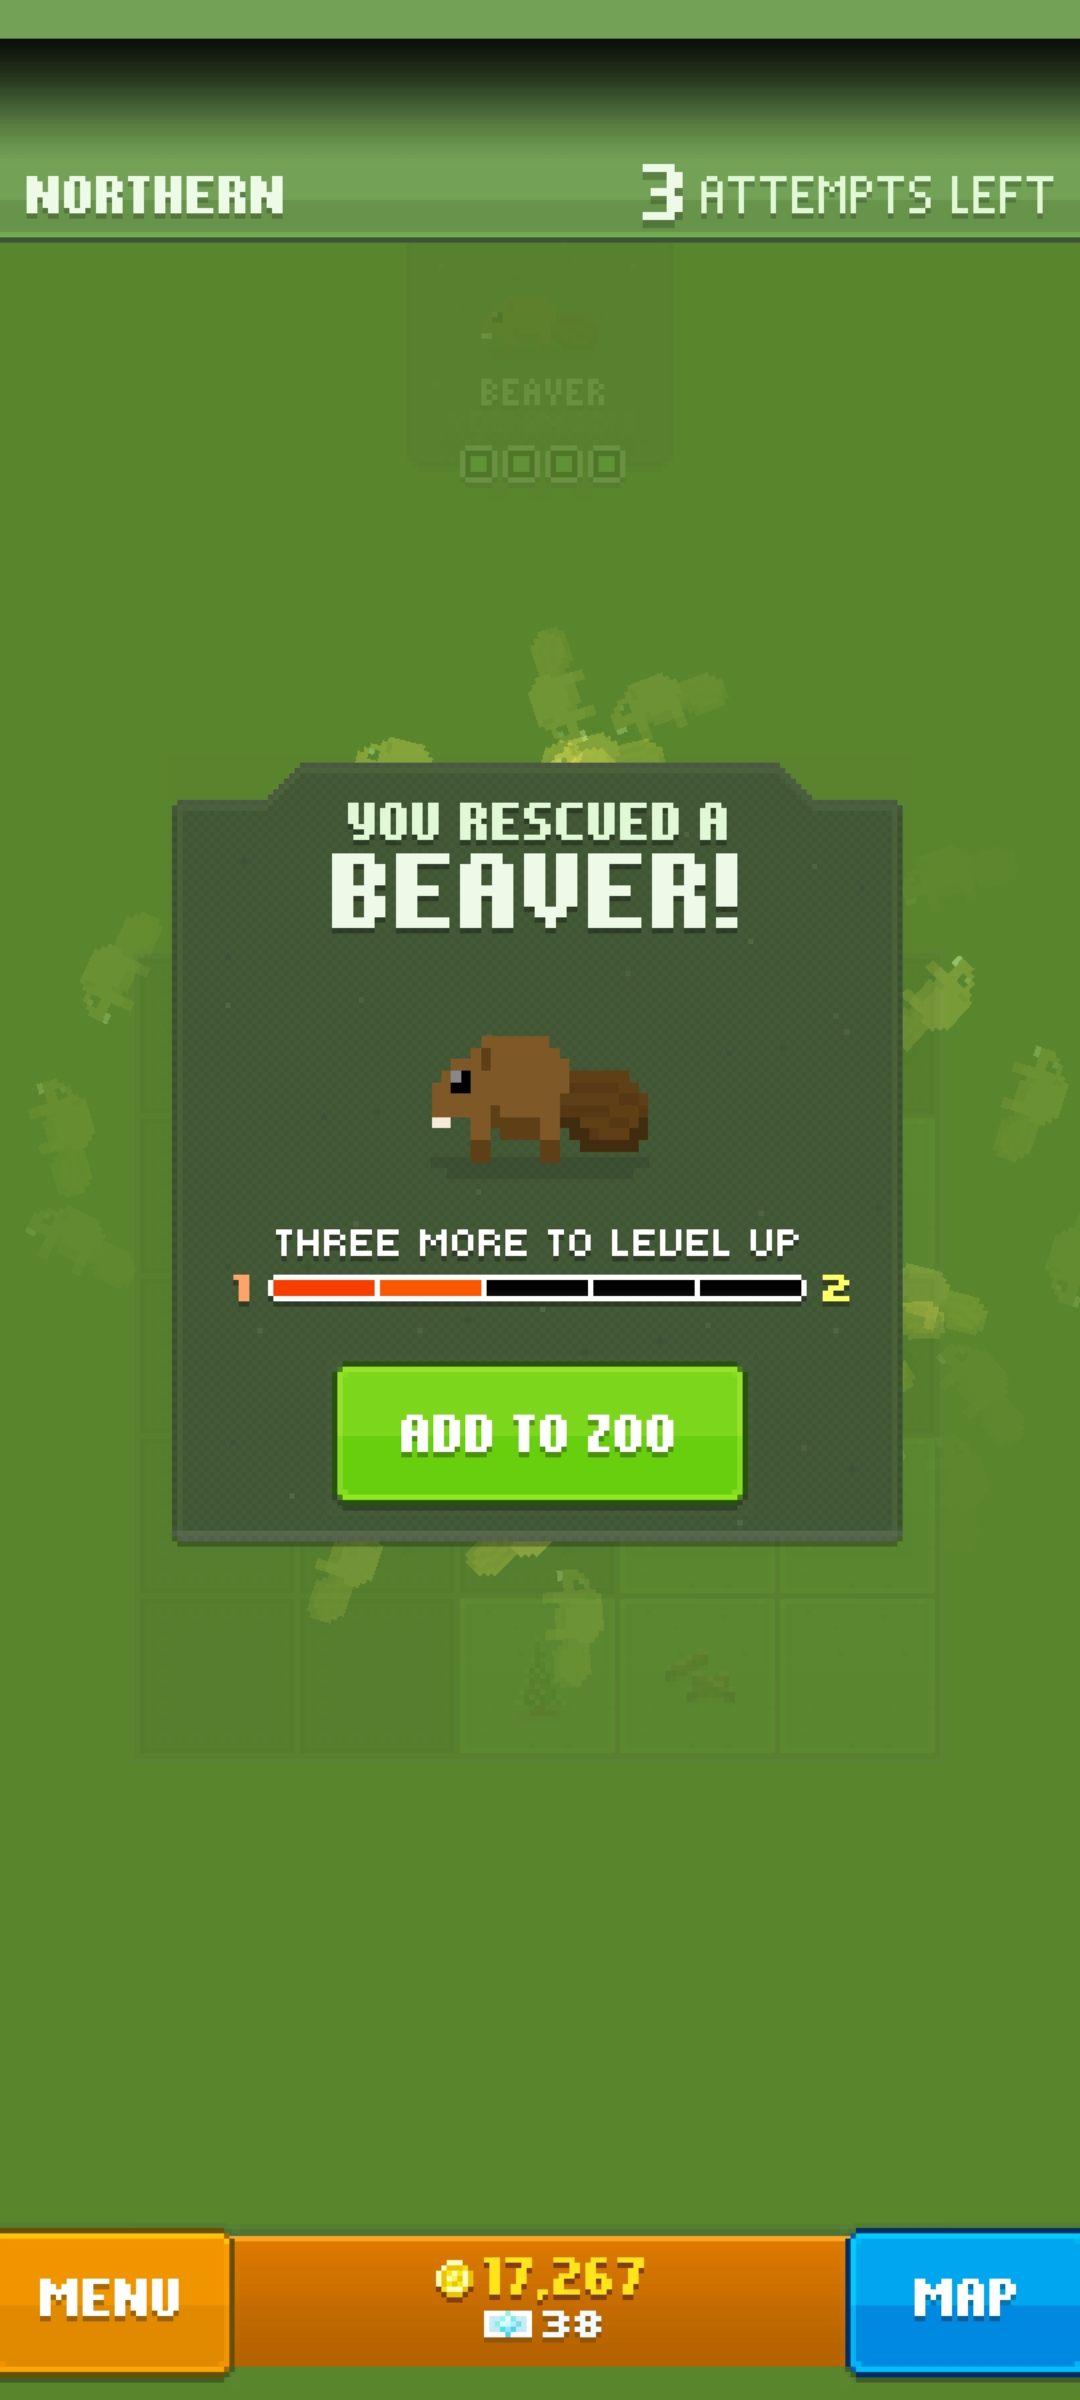 NORTHERN
3 ATTEMPTS LEFT
BEAVER
YOU RESCUED A
BEAVER!
THREE MORE TO LEVEL UP
1 2
ADD TO ZOO
MENU
17,267
38
MAP